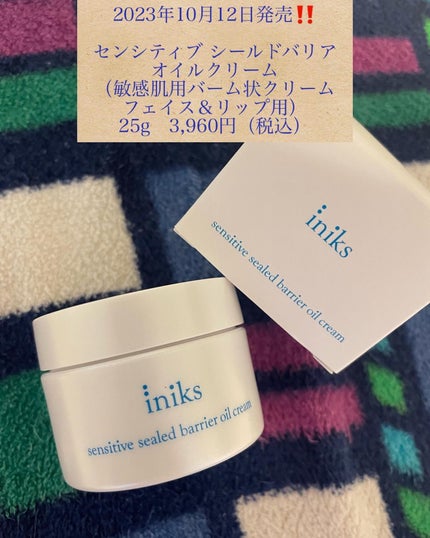 2023年10月12日発売‼️
センシティブ シールドバリア
オイルクリーム
（敏感肌用バーム状クリーム
フェイス＆リップ用）
25g　3,960円（税込）
iniks
sensitive sealed barrier oil cream
iniks
sensitive sealed barrier oil cream